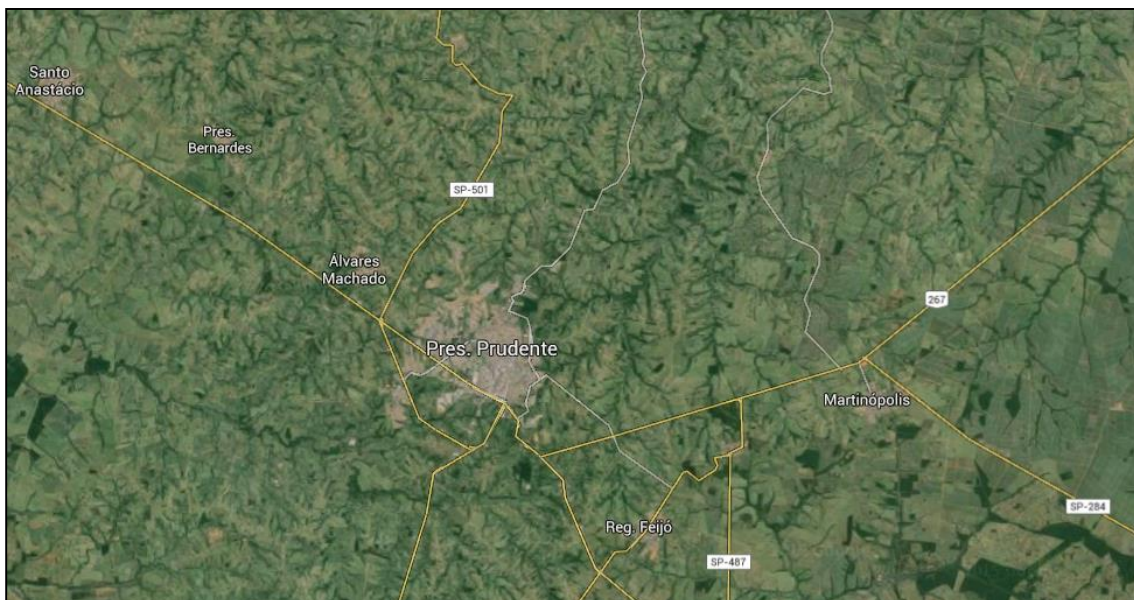 Santo
Anastácio
Pres.
Bernardes
SP-501
Álvares
Machado
267
Pres. Prudente
Martinópolis
SP-284
Reg. Feijó
SP-487